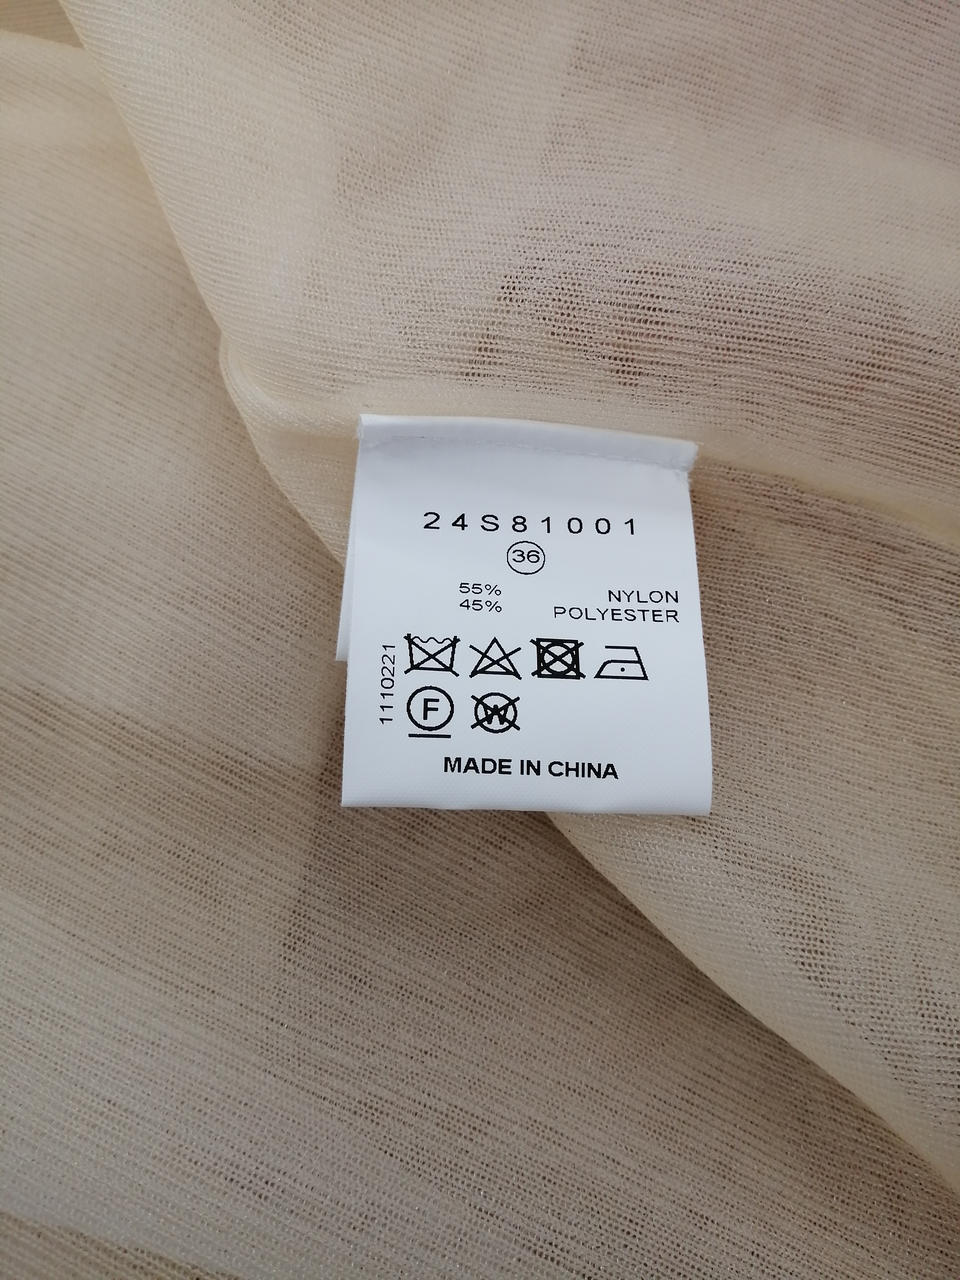 24S81001
36
55% NYLON
45% POLYESTER
1110221
F W
MADE IN CHINA